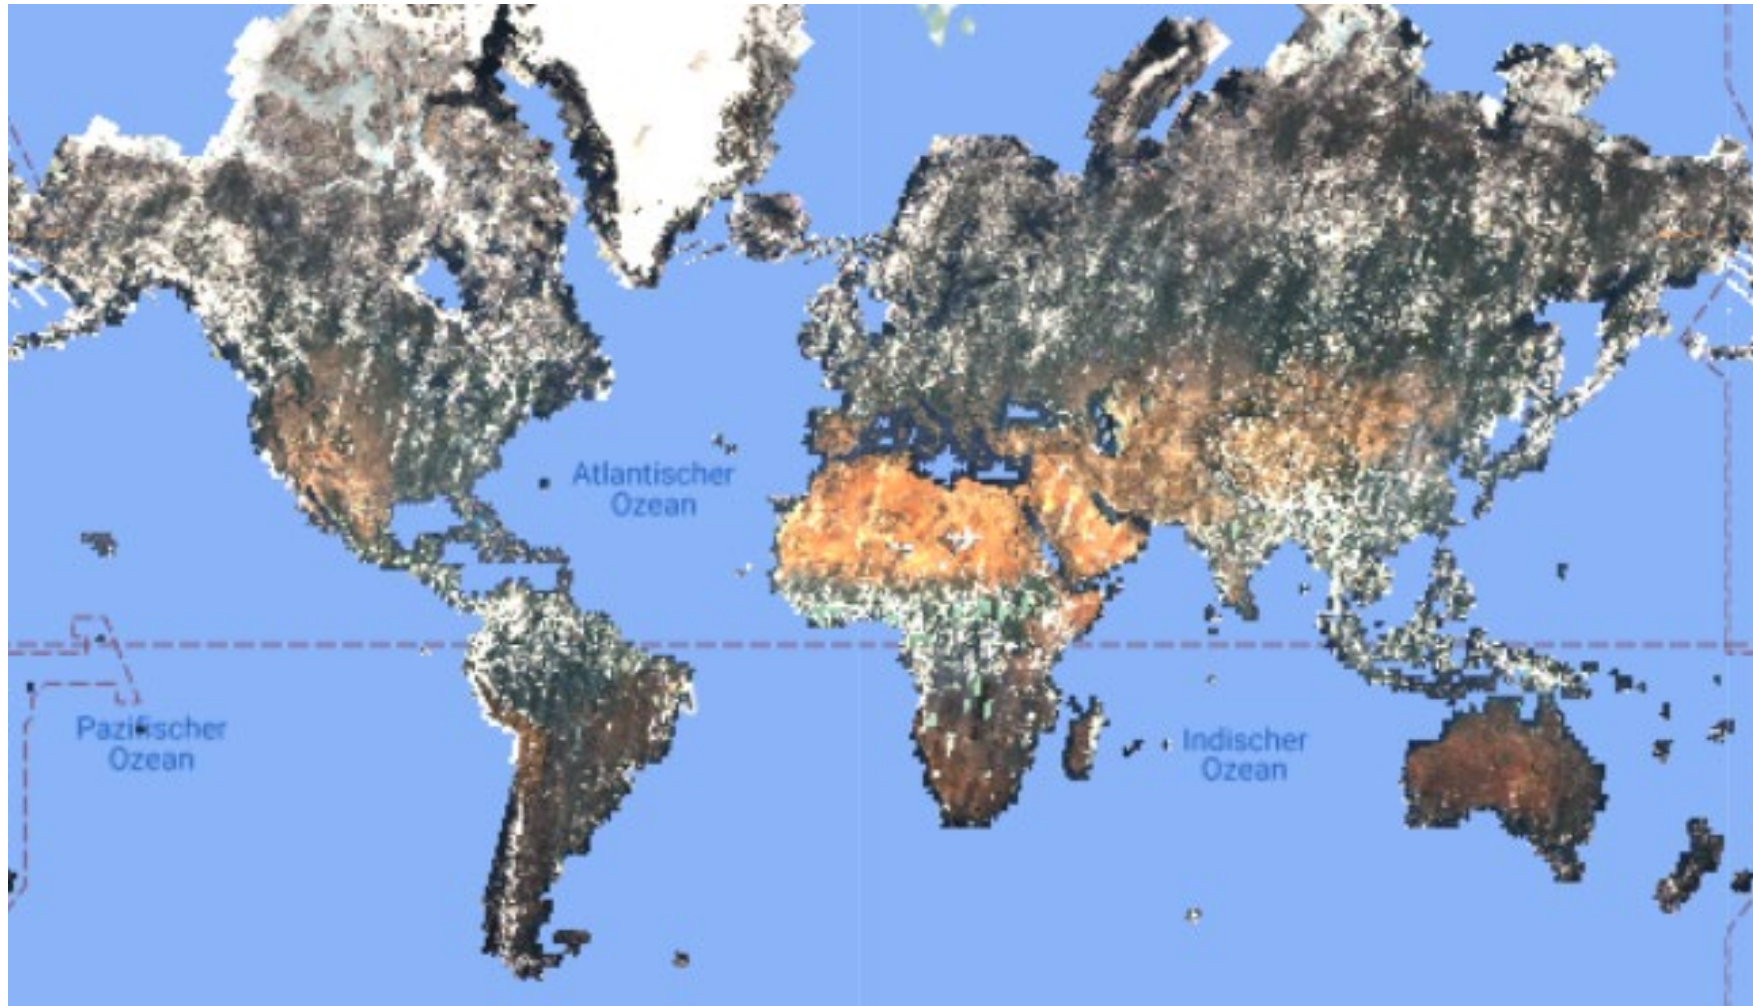 Atlantischer
Ozean
Pazifischer
Ozean
Indischer
Ozean